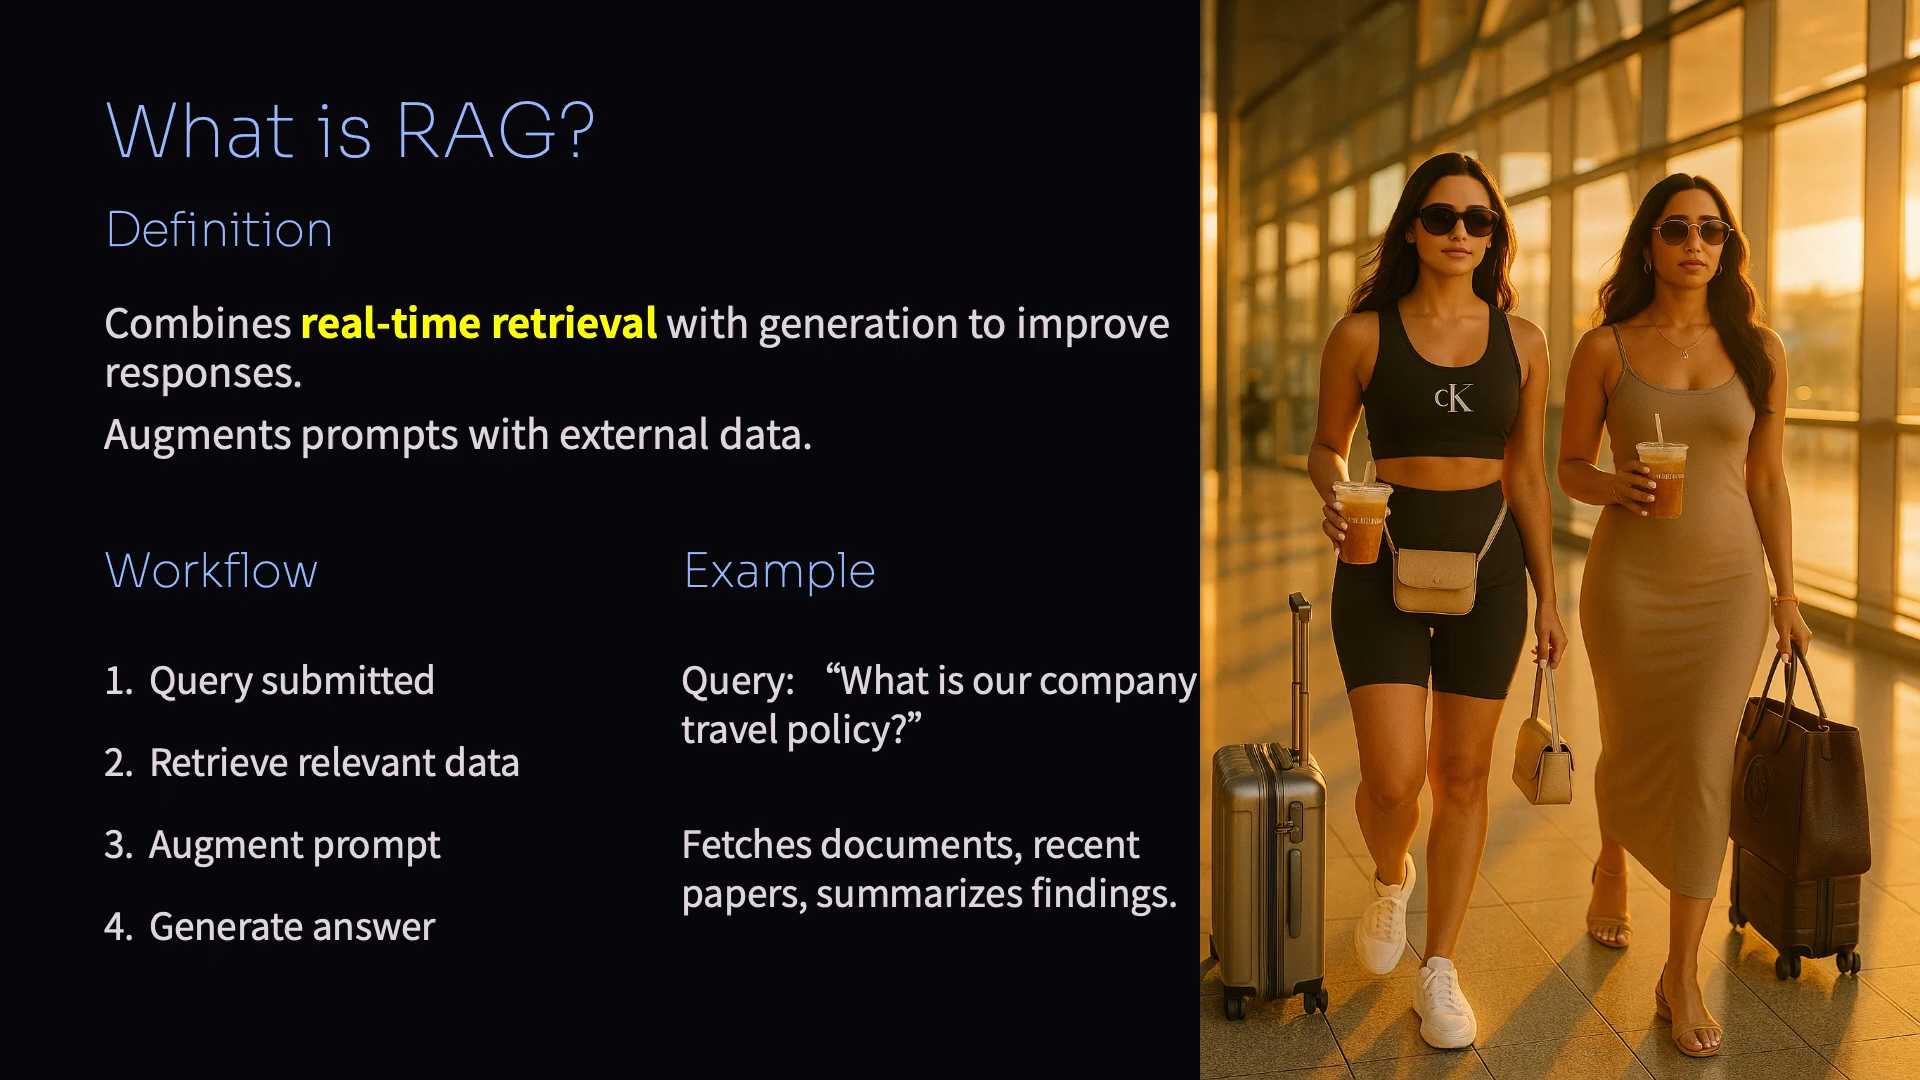 What is RAG?
Definition
Combines real-time retrieval with generation to improve
responses.
Augments prompts with external data.
Workflow
1. Query submitted
2. Retrieve relevant data
3. Augment prompt
4. Generate answer
Example
Query: “What is our company
travel policy?”
Fetches documents, recent
papers, summarizes findings.
cK